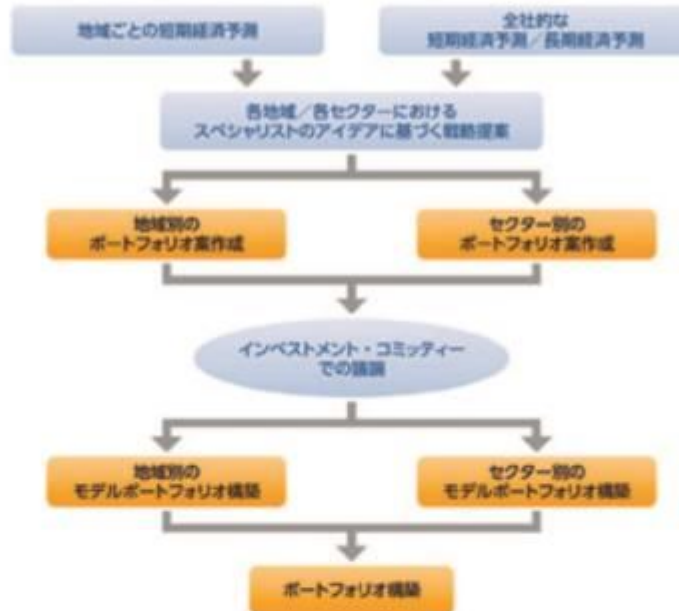 地域ごとの短期経済予測
全社的な
短期経済予測／長期経済予測
各地域／各セクターにおける
スペシャリストのアイデアに基づく戦略提案
地域別の
ポートフォリオ案作成
セクター別の
ポートフォリオ案作成
インベストメント・コミッティー
での議論
地域別の
モデルポートフォリオ構築
セクター別の
モデルポートフォリオ構築
ポートフォリオ構築